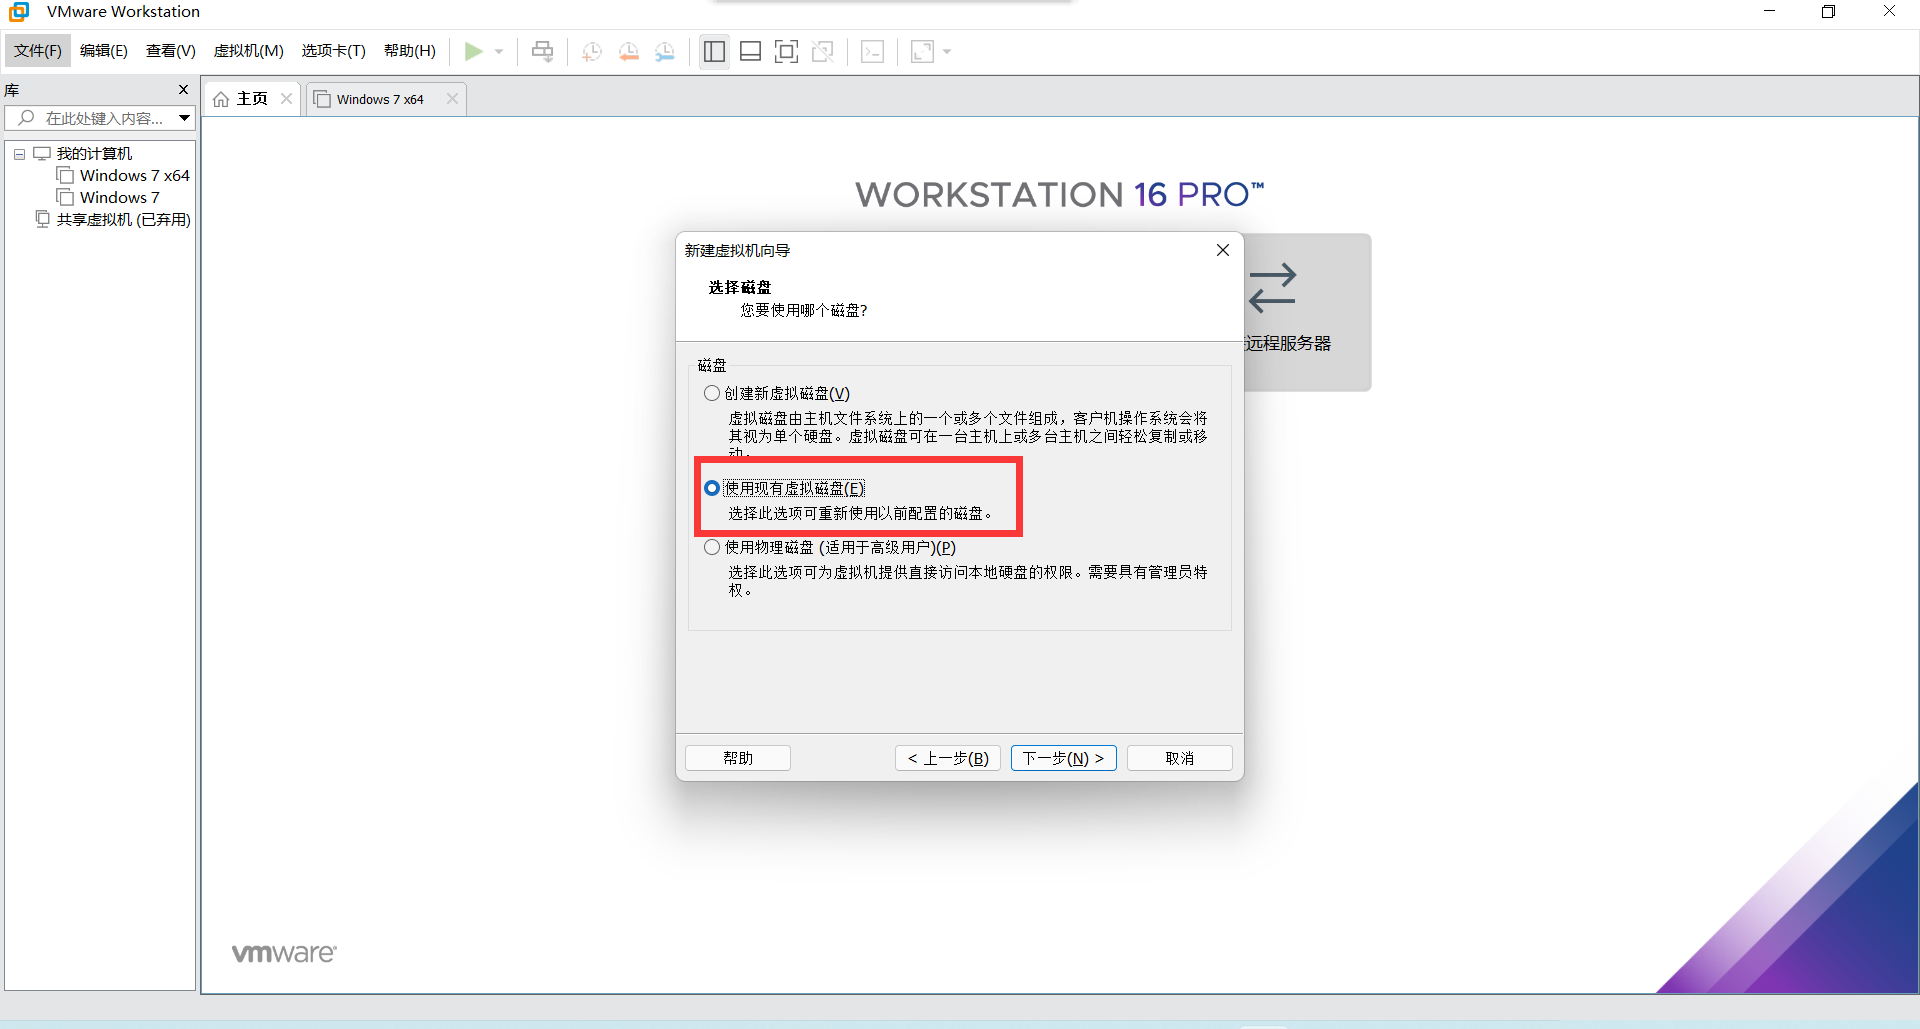 VMware Workstation
文件(F) 编辑(E) 查看(V) 虚拟机(M) 选项卡(T) 帮助(H)
库
主页
Windows 7 x64
在此处键入内容...
我的计算机
Windows 7 x64
Windows 7
共享虚拟机 (已弃用)
WORKSTATION 16 PRO™
远程服务器
新建虚拟机向导
选择磁盘
您要使用哪个磁盘?
磁盘
创建新虚拟磁盘(V)
虚拟磁盘由主机文件系统上的一个或多个文件组成，客户机操作系统会将
其视为单个硬盘。虚拟磁盘可在一台主机上或多台主机之间轻松复制或移
动。
使用现有虚拟磁盘(E)
选择此选项可重新使用以前配置的磁盘。
使用物理磁盘 (适用于高级用户)(P)
选择此选项可为虚拟机提供直接访问本地硬盘的权限。需要具有管理员特
权。
帮助
< 上一步(B)
下一步(N) >
取消
vmware